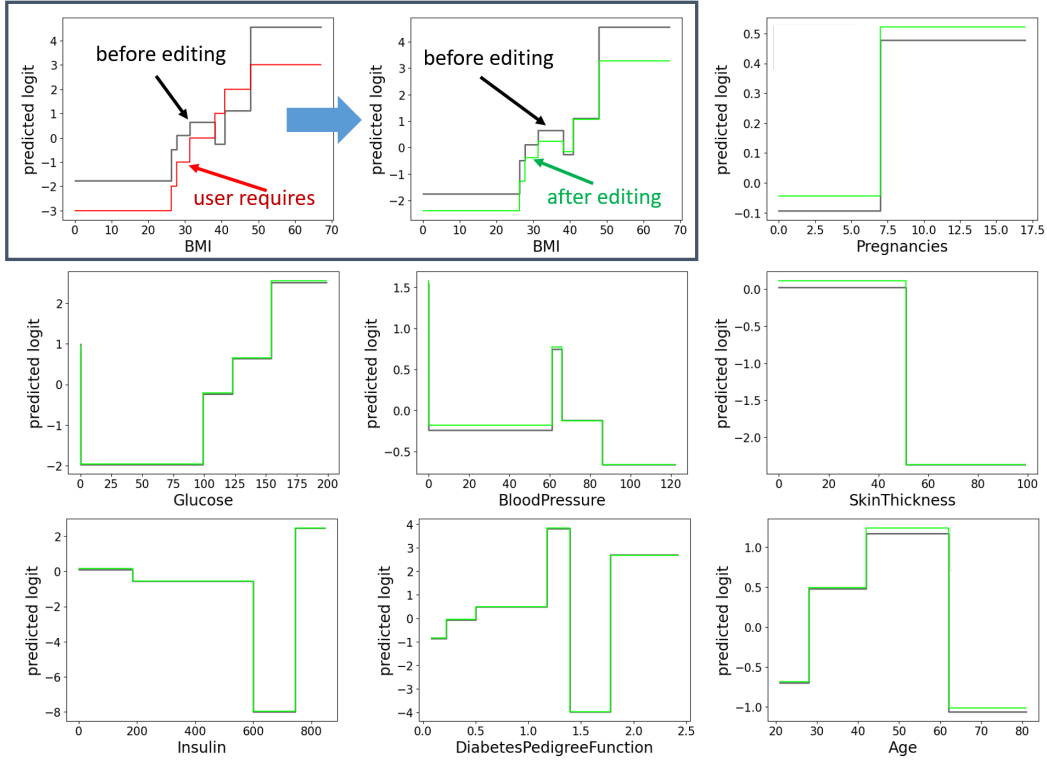 before editing
user requires
predicted logit
4
3
2
1
0
−1
−2
−3
0 10 20 30 40 50 60 70
BMI
before editing
after editing
predicted logit
4
3
2
1
0
−1
−2
0 10 20 30 40 50 60 70
BMI
predicted logit
0.5
0.4
0.3
0.2
0.1
0.0
−0.1
0.0 2.5 5.0 7.5 10.0 12.5 15.0 17.5
Pregnancies
predicted logit
2
1
0
−1
−2
0 25 50 75 100 125 150 175 200
Glucose
predicted logit
1.5
1.0
0.5
0.0
−0.5
0 20 40 60 80 100 120
BloodPressure
predicted logit
0.0
−0.5
−1.0
−1.5
−2.0
0 20 40 60 80 100
SkinThickness
predicted logit
2
0
−2
−4
−6
−8
0 200 400 600 800
Insulin
predicted logit
4
3
2
1
0
−1
−2
−3
−4
0.0 0.5 1.0 1.5 2.0 2.5
DiabetesPedigreeFunction
predicted logit
1.0
0.5
0.0
−0.5
−1.0
20 30 40 50 60 70 80
Age